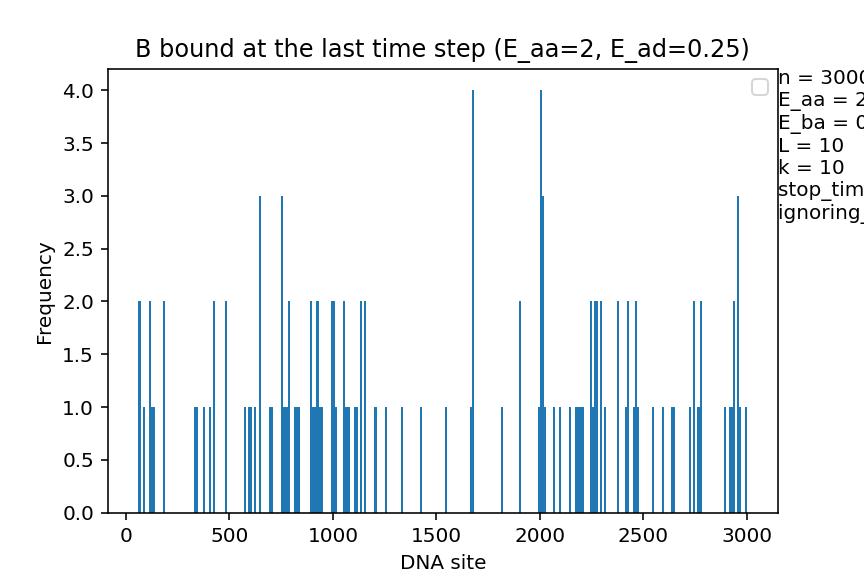 B bound at the last time step (E_aa=2, E_ad=0.25)
n = 3000
E_aa = 2
E_ba = 0
L = 10
k = 10
stop_tim
ignoring_
Frequency
4.0
3.5
3.0
2.5
2.0
1.5
1.0
0.5
0.0
0 500 1000 1500 2000 2500 3000
DNA site